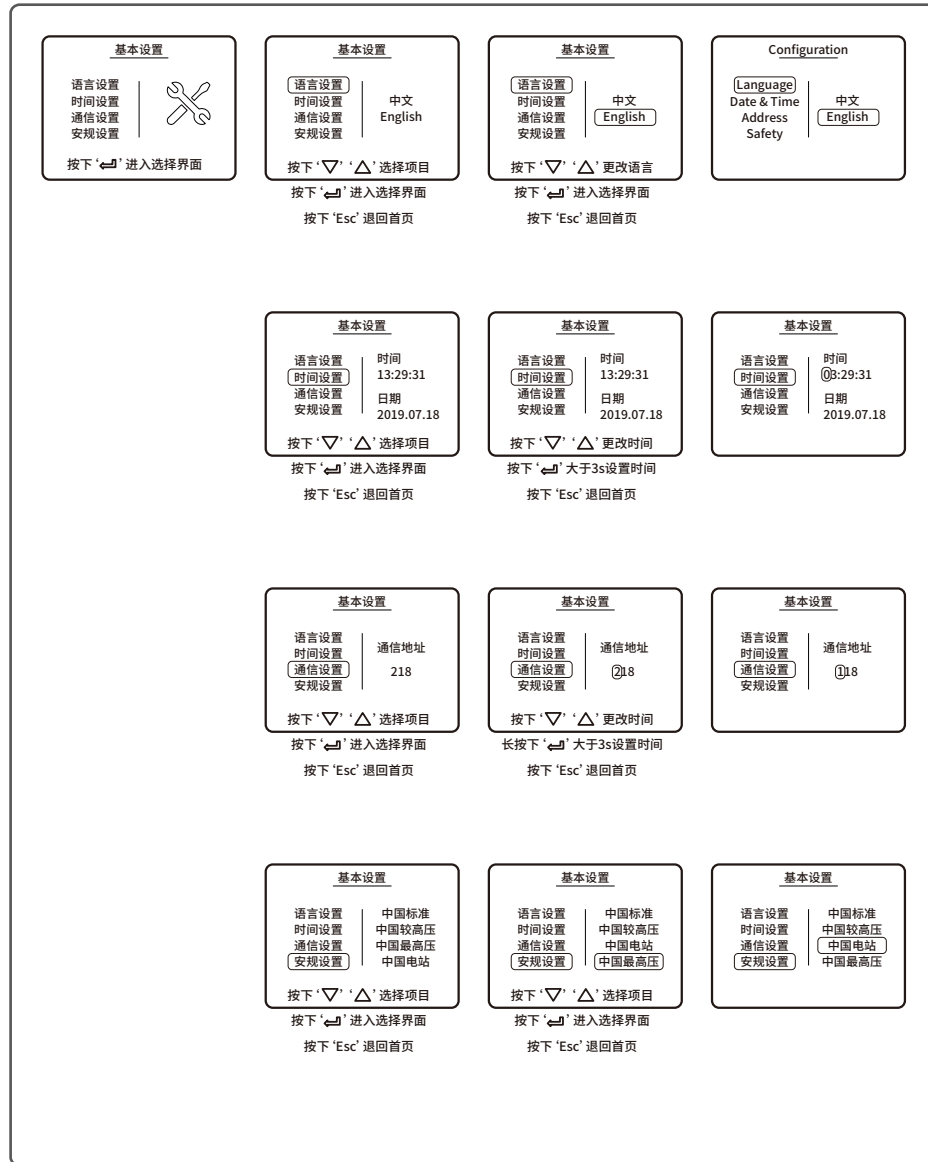 基本设置
语言设置
时间设置
通信设置
安规设置
按下‘’进入选择界面
基本设置
语言设置
时间设置
通信设置
安规设置
中文
English
按下‘▽’‘△’选择项目
按下‘’进入选择界面
按下‘Esc’退回首页
基本设置
语言设置
时间设置
通信设置
安规设置
中文
English
按下‘▽’‘△’更改语言
按下‘’进入选择界面
按下‘Esc’退回首页
Configuration
Language
Date & Time
Address
Safety
中文
English
基本设置
语言设置
时间设置
通信设置
安规设置
时间
13:29:31
日期
2019.07.18
按下‘▽’‘△’选择项目
按下‘’进入选择界面
按下‘Esc’退回首页
基本设置
语言设置
时间设置
通信设置
安规设置
时间
13:29:31
日期
2019.07.18
按下‘▽’‘△’更改时间
按下‘’大于3s设置时间
按下‘Esc’退回首页
基本设置
语言设置
时间设置
通信设置
安规设置
时间
03:29:31
日期
2019.07.18
基本设置
语言设置
时间设置
通信设置
安规设置
通信地址
218
按下‘▽’‘△’选择项目
按下‘’进入选择界面
按下‘Esc’退回首页
基本设置
语言设置
时间设置
通信设置
安规设置
通信地址
218
按下‘▽’‘△’更改时间
长按下‘’大于3s设置时间
按下‘Esc’退回首页
基本设置
语言设置
时间设置
通信设置
安规设置
通信地址
118
基本设置
语言设置
时间设置
通信设置
安规设置
中国标准
中国较高压
中国最高压
中国电站
按下‘▽’‘△’选择项目
按下‘’进入选择界面
按下‘Esc’退回首页
基本设置
语言设置
时间设置
通信设置
安规设置
中国标准
中国较高压
中国电站
中国最高压
按下‘▽’‘△’选择项目
按下‘’进入选择界面
按下‘Esc’退回首页
基本设置
语言设置
时间设置
通信设置
安规设置
中国标准
中国较高压
中国电站
中国最高压